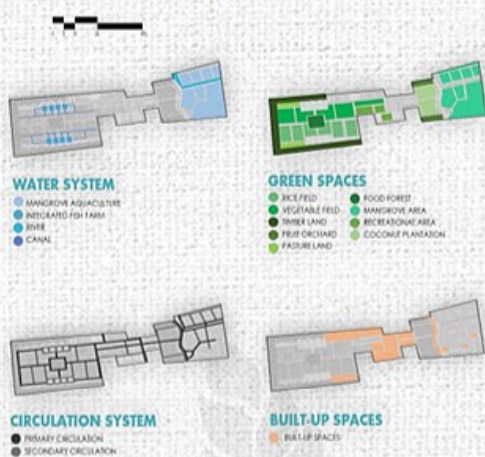 WATER SYSTEM
MANGROVE AQUACULTURE
INTEGRATED FISH FARM
RIVER
CANAL
GREEN SPACES
RICE FIELD
VEGETABLE FIELD
TIMBER LAND
FRUIT ORCHARD
PASTURE LAND
FOOD FOREST
MANGROVE AREA
RECREATIONAL AREA
COCONUT PLANTATION
CIRCULATION SYSTEM
PRIMARY CIRCULATION
SECONDARY CIRCULATION
BUILT-UP SPACES
BUILT-UP SPACES